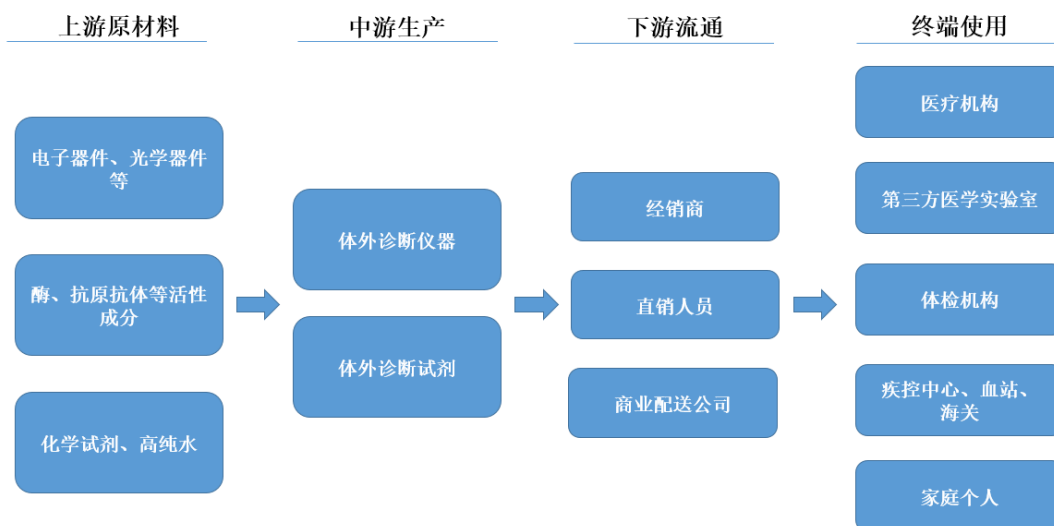 上游原材料
中游生产
下游流通
终端使用
电子器件、光学器件
等
酶、抗原抗体等活性
成分
化学试剂、高纯水
体外诊断仪器
体外诊断试剂
经销商
直销人员
商业配送公司
医疗机构
第三方医学实验室
体检机构
疾控中心、血站、
海关
家庭个人